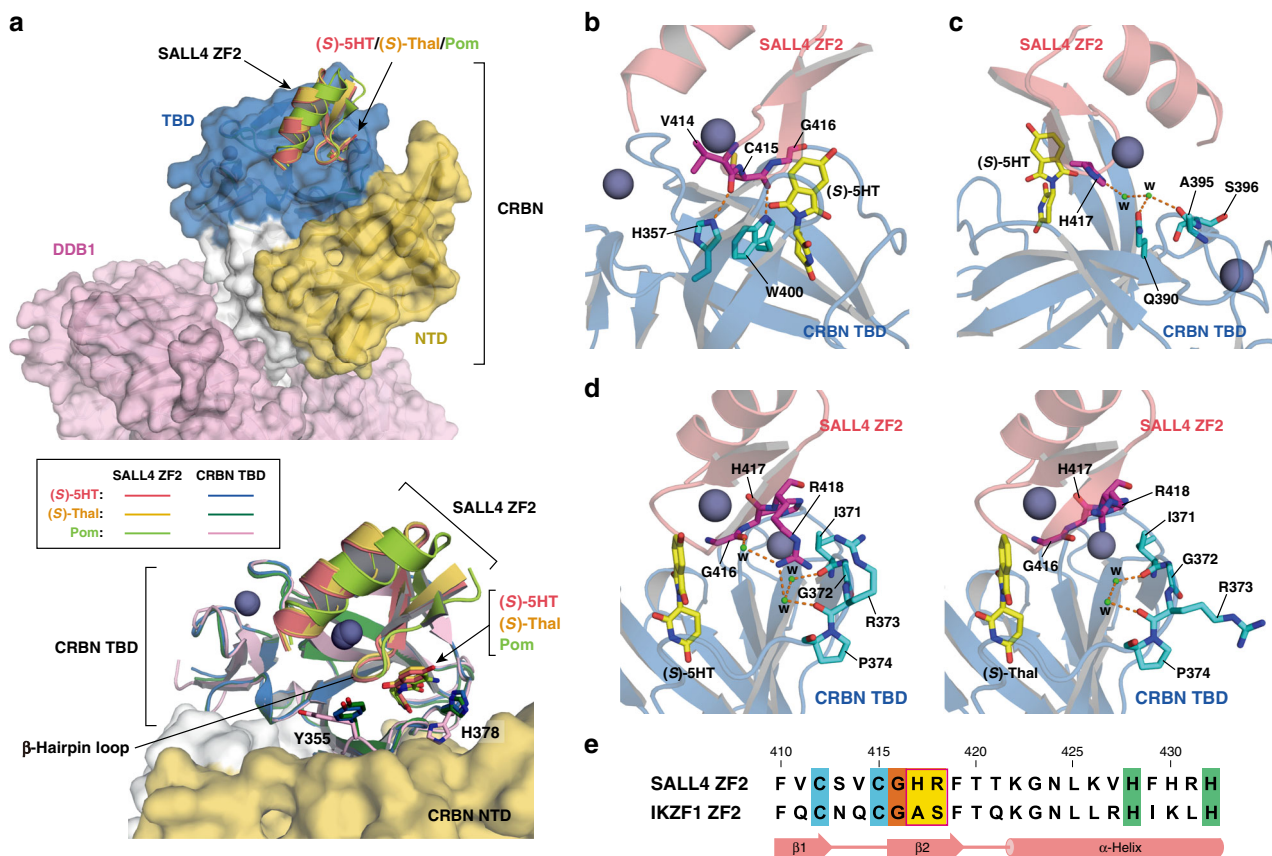 a
(S)-5HT/(S)-Thal/Pom
SALL4 ZF2
TBD
CRBN
DDB1
NTD
SALL4 ZF2 CRBN TBD
(S)-5HT:
(S)-Thal:
Pom:
SALL4 ZF2
(S)-5HT
(S)-Thal
Pom
CRBN TBD
β-Hairpin loop
Y355
H378
CRBN NTD
b
SALL4 ZF2
V414
G416
C415
(S)-5HT
H357
W400
CRBN TBD
c
SALL4 ZF2
(S)-5HT
H417
w
w
A395
S396
Q390
CRBN TBD
d
SALL4 ZF2
H417
R418
I371
G416
w
w
w
G372
R373
P374
(S)-5HT
CRBN TBD
SALL4 ZF2
H417
R418
I371
G416
G372
w
w
R373
(S)-Thal
P374
CRBN TBD
e
410 415 420 425 430
SALL4 ZF2 F V C S V C G H R F T T K G N L K V H F H R H
IKZF1 ZF2 F Q C N Q C G A S F T Q K G N L L R H I K L H
β1 β2 α-Helix